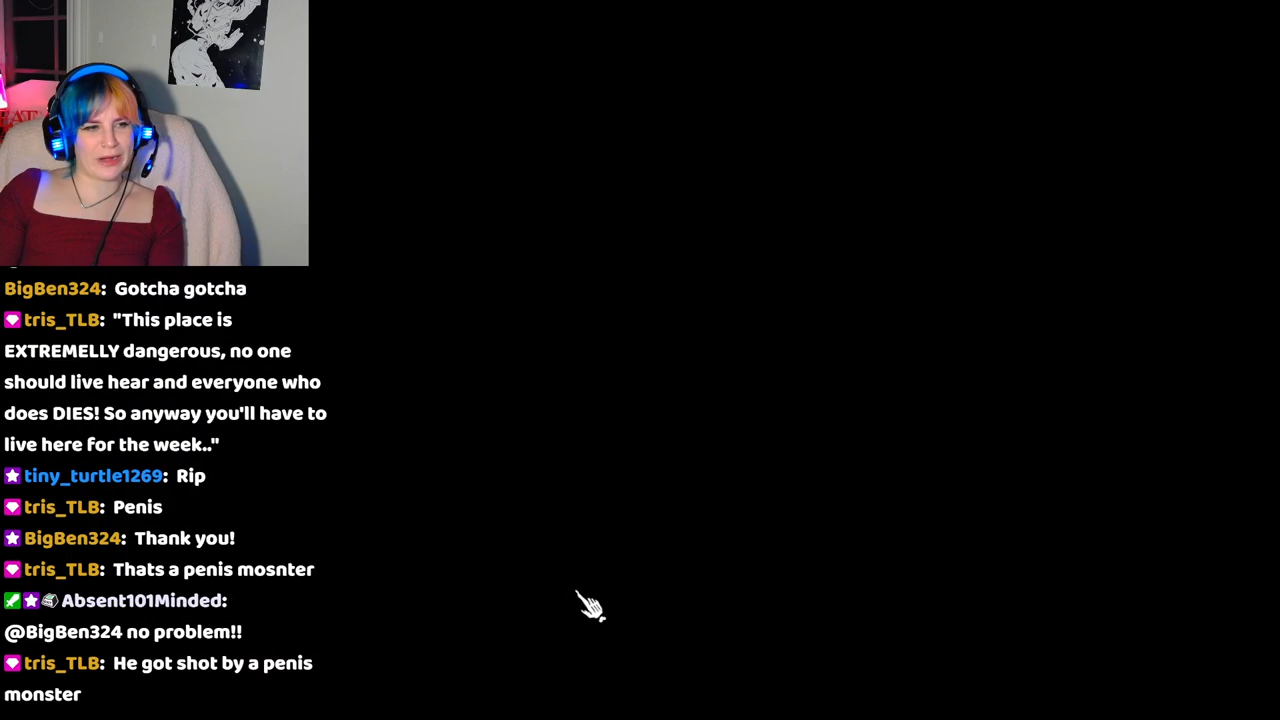 EAT
BigBen324: Gotcha gotcha
tris_TLB: "This place is
EXTREMELLY dangerous, no one
should live hear and everyone who
does DIES! So anyway you'll have to
live here for the week.."
tiny_turtle1269: Rip
tris_TLB: Penis
BigBen324: Thank you!
tris_TLB: Thats a penis mosnter
Absent101Minded:
@BigBen324 no problem!!
tris_TLB: He got shot by a penis
monster